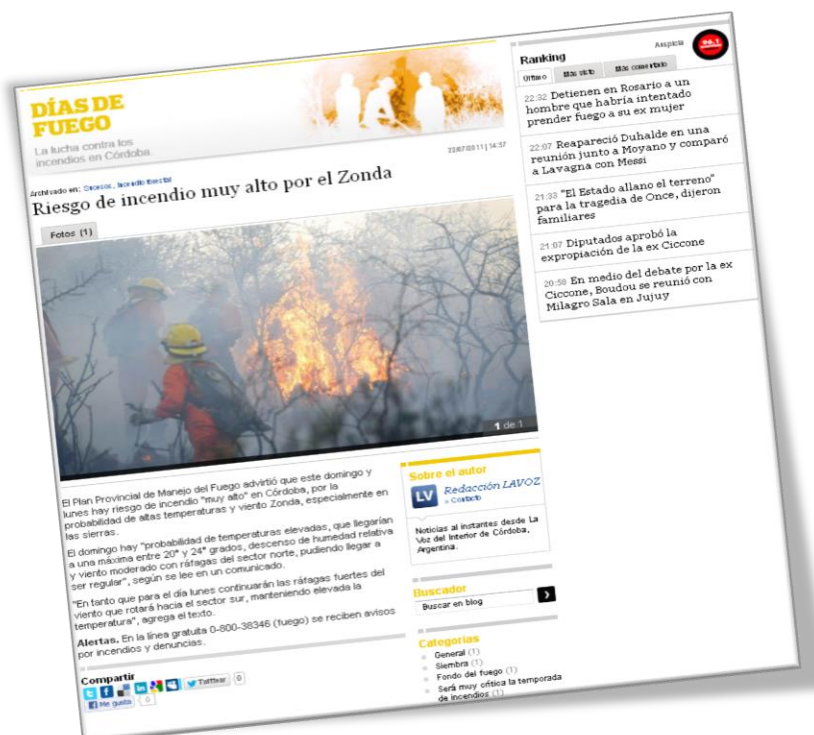 DÍAS DE
FUEGO
La lucha contra los
incendios en Córdoba
22/07/2011 | 14:37
Archivado en: Sucesos, Incendio forestal
Riesgo de incendio muy alto por el Zonda
Fotos (1)
1 de 1
El Plan Provincial de Manejo del Fuego advirtió que este domingo y
lunes hay riesgo de incendio "muy alto" en Córdoba, por la
probabilidad de altas temperaturas y viento Zonda, especialmente en
las sierras.
El domingo hay "probabilidad de temperaturas elevadas, que llegarían
a una máxima entre 20° y 24° grados, descenso de humedad relativa
y viento moderado con ráfagas del sector norte, pudiendo llegar a
ser regular", según se lee en un comunicado.
"En tanto que para el día lunes continuarán las ráfagas fuertes del
viento que rotará hacia el sector sur, manteniendo elevada la
temperatura", agrega el texto.
Alertas. En la línea gratuita 0-800-38346 (fuego) se reciben avisos
por incendios y denuncias.
Compartir
Twittear 0
Me gusta 0
Sobre el autor
LV
Redacción LAVOZ
» Contacto
Noticias al instantes desde La
Voz del Interior de Córdoba,
Argentina.
Buscador
Buscar en blog
Categorías
General (1)
Siembra (1)
Fondo del fuego (1)
Será muy crítica la temporada
de incendios (1)
Ranking
Auspicia
96.1
Último
Más visto
Más comentado
22:32 Detienen en Rosario a un
hombre que habría intentado
prender fuego a su ex mujer
22:07 Reapareció Duhalde en una
reunión junto a Moyano y comparó
a Lavagna con Messi
21:33 "El Estado allano el terreno"
para la tragedia de Once, dijeron
familiares
21:07 Diputados aprobó la
expropiación de la ex Ciccone
20:58 En medio del debate por la ex
Ciccone, Boudou se reunió con
Milagro Sala en Jujuy